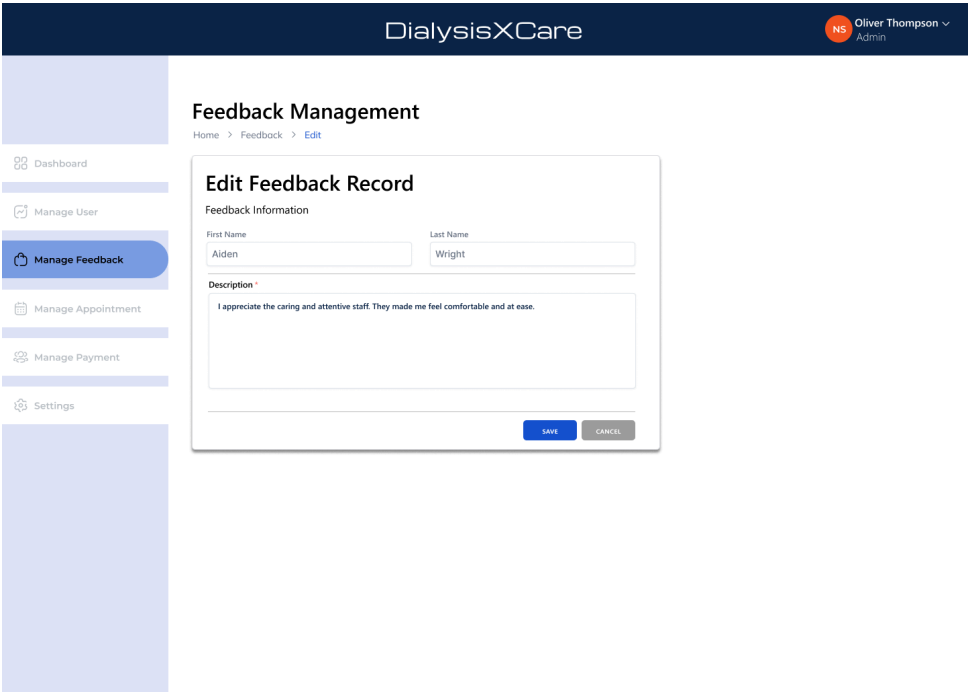 DialysisXCare
NS
Oliver Thompson
Admin
Feedback Management
Home > Feedback > Edit
Dashboard
Manage User
Manage Feedback
Manage Appointment
Manage Payment
Settings
Edit Feedback Record
Feedback Information
First Name Last Name
Aiden Wright
Description *
I appreciate the caring and attentive staff. They made me feel comfortable and at ease.
SAVE CANCEL